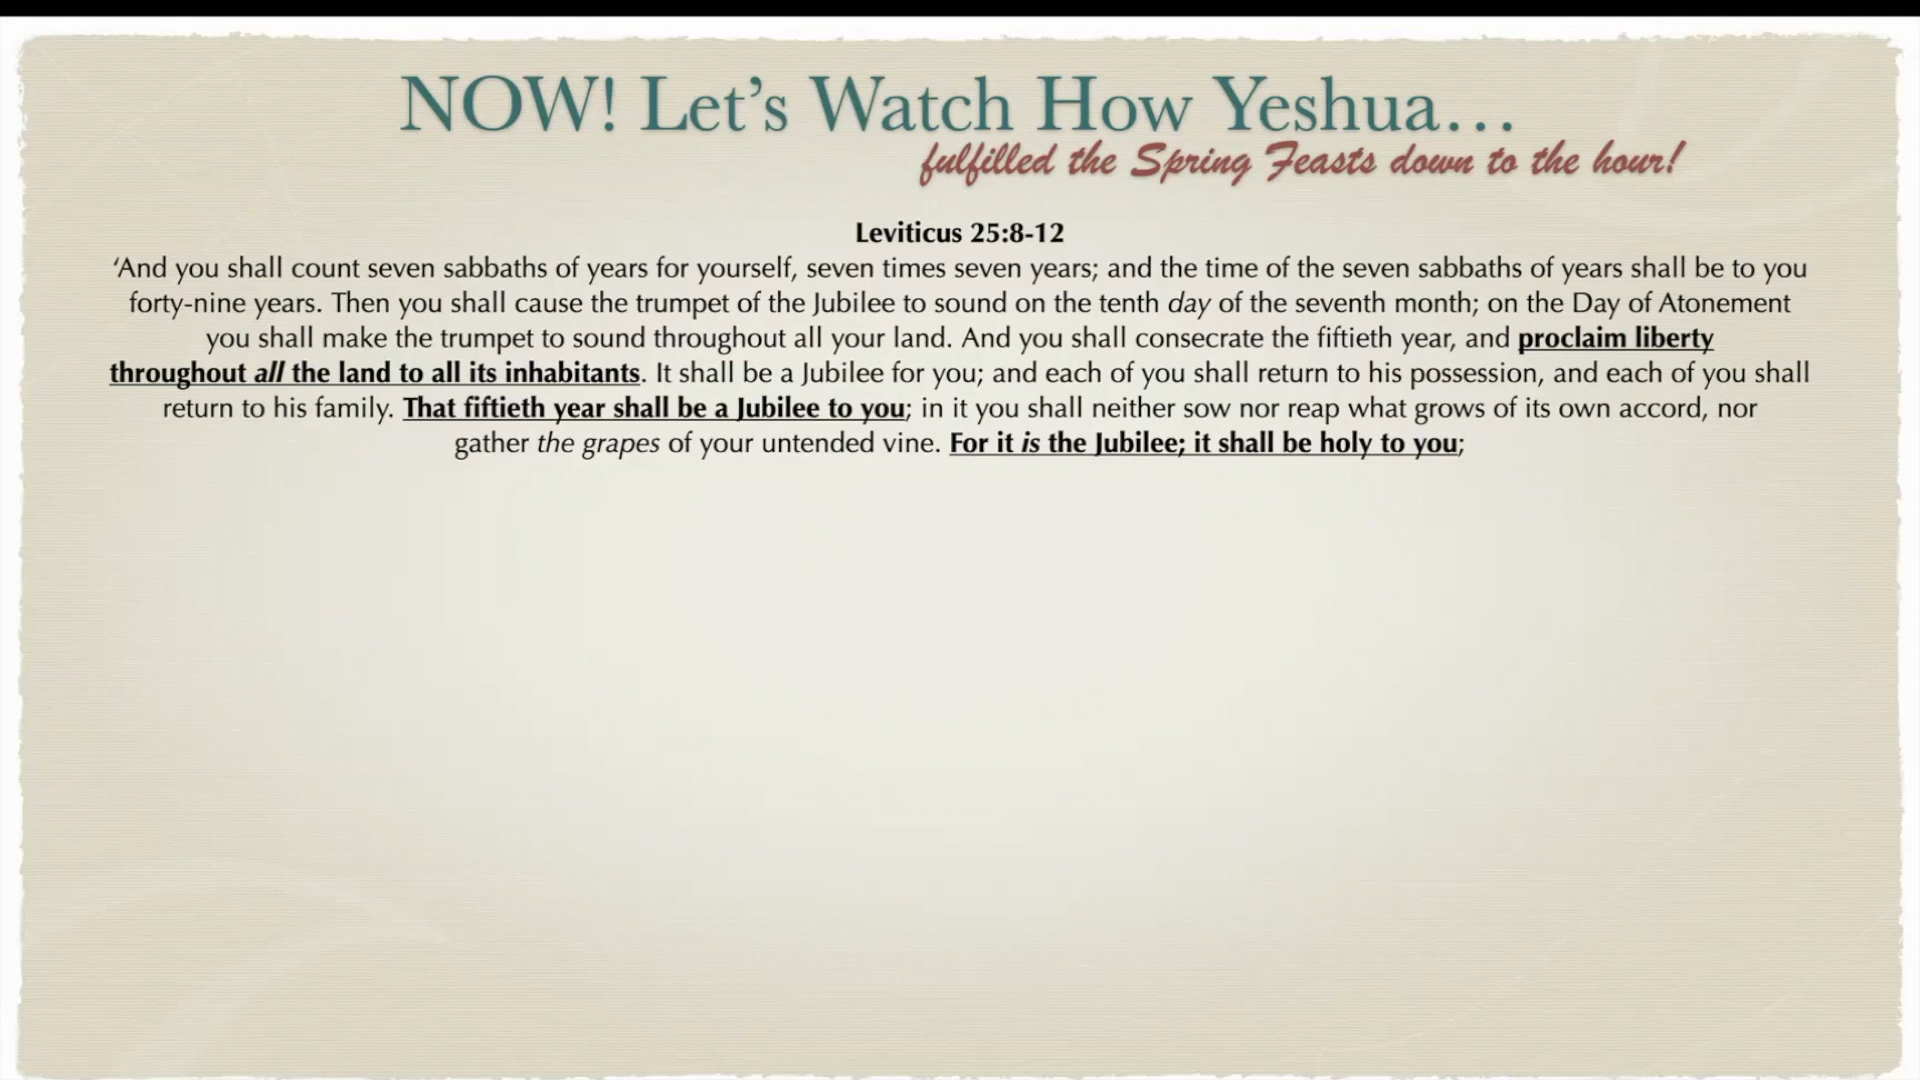 NOW! Let’s Watch How Yeshua…
fulfilled the Spring Feasts down to the hour!
Leviticus 25:8-12
‘And you shall count seven sabbaths of years for yourself, seven times seven years; and the time of the seven sabbaths of years shall be to you
forty-nine years. Then you shall cause the trumpet of the Jubilee to sound on the tenth day of the seventh month; on the Day of Atonement
you shall make the trumpet to sound throughout all your land. And you shall consecrate the fiftieth year, and proclaim liberty
throughout all the land to all its inhabitants. It shall be a Jubilee for you; and each of you shall return to his possession, and each of you shall
return to his family. That fiftieth year shall be a Jubilee to you; in it you shall neither sow nor reap what grows of its own accord, nor
gather the grapes of your untended vine. For it is the Jubilee; it shall be holy to you;